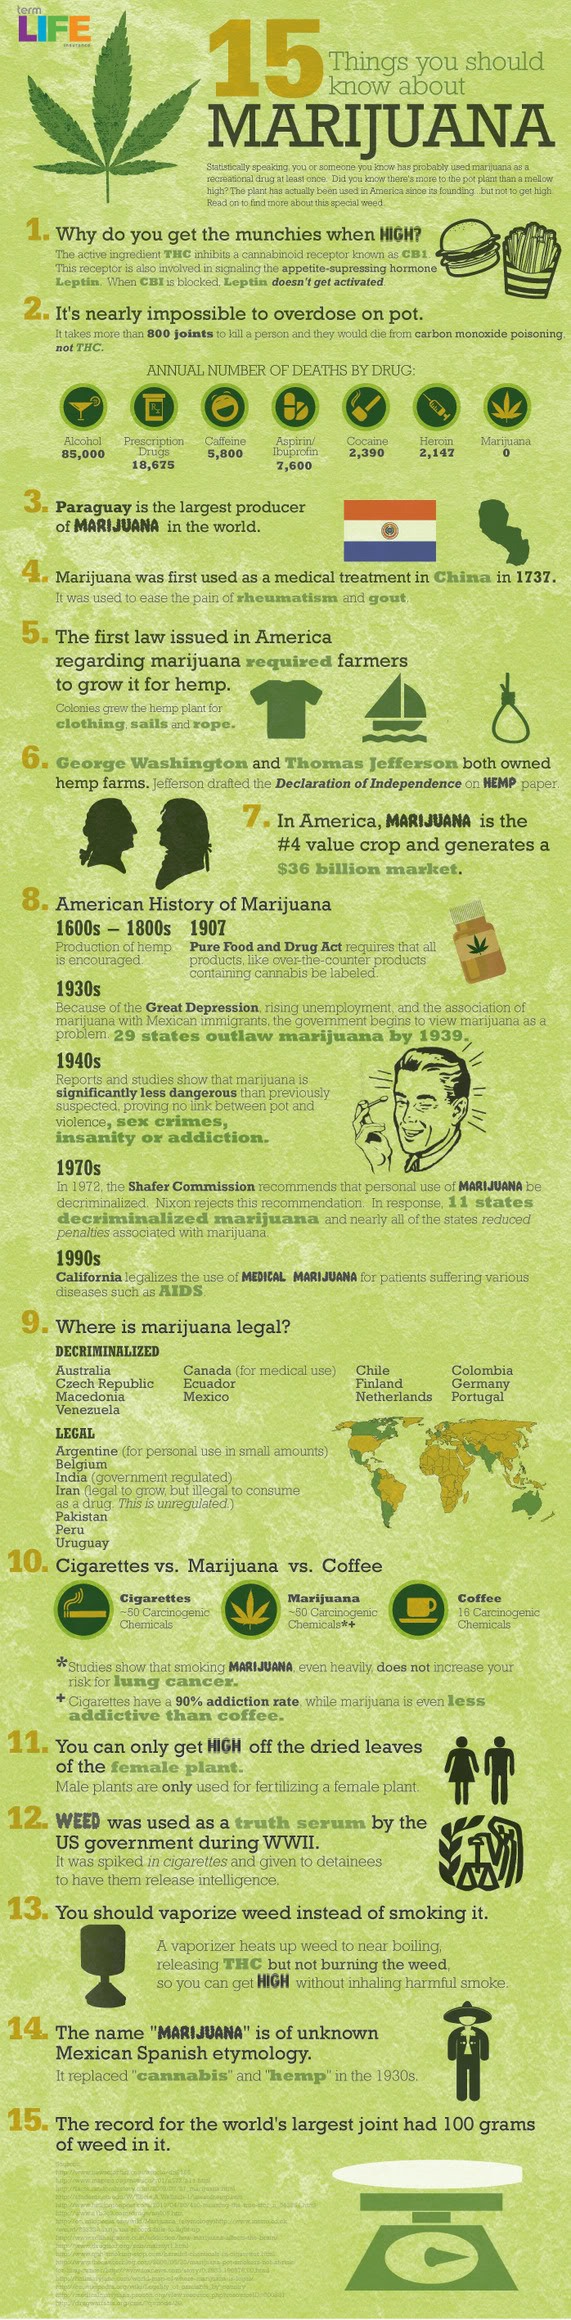 term
LIFE
insurance
15
Things you should
know about
MARIJUANA
Statistically speaking, you or someone you know has probably used marijuana as a
recreational drug at least once. Did you know there's more to the pot plant than a mellow
high? The plant has actually been used in America since its founding...but not to get high.
Read on to find more about this special weed.
1. Why do you get the munchies when HIGH?
The active ingredient THC inhibits a cannabinoid receptor known as CB1.
This receptor is also involved in signaling the appetite-supressing hormone
Leptin. When CB1 is blocked, Leptin doesn't get activated.
2. It's nearly impossible to overdose on pot.
It takes more than 800 joints to kill a person and they would die from carbon monoxide poisoning,
not THC.
ANNUAL NUMBER OF DEATHS BY DRUG:
Alcohol
85,000
Prescription
Drugs
18,675
Caffeine
5,800
Aspirin/
Ibuprofin
7,600
Cocaine
2,390
Heroin
2,147
Marijuana
0
3. Paraguay is the largest producer
of MARIJUANA in the world.
4. Marijuana was first used as a medical treatment in China in 1737.
It was used to ease the pain of rheumatism and gout.
5. The first law issued in America
regarding marijuana required farmers
to grow it for hemp.
Colonies grew the hemp plant for
clothing, sails and rope.
6. George Washington and Thomas Jefferson both owned
hemp farms. Jefferson drafted the Declaration of Independence on HEMP paper.
7. In America, MARIJUANA is the
#4 value crop and generates a
$36 billion market.
8. American History of Marijuana
1600s – 1800s
Production of hemp
is encouraged.
1907
Pure Food and Drug Act requires that all
products, like over-the-counter products
containing cannabis be labeled.
1930s
Because of the Great Depression, rising unemployment, and the association of
marijuana with Mexican immigrants, the government begins to view marijuana as a
problem. 29 states outlaw marijuana by 1939.
1940s
Reports and studies show that marijuana is
significantly less dangerous than previously
suspected, proving no link between pot and
violence, sex crimes,
insanity or addiction.
1970s
In 1972, the Shafer Commission recommends that personal use of MARIJUANA be
decriminalized. Nixon rejects this recommendation. In response, 11 states
decriminalized marijuana and nearly all of the states reduced
penalties associated with marijuana.
1990s
California legalizes the use of MEDICAL MARIJUANA for patients suffering various
diseases such as AIDS.
9. Where is marijuana legal?
DECRIMINALIZED
Australia
Czech Republic
Macedonia
Venezuela
Canada (for medical use)
Ecuador
Mexico
Chile
Finland
Netherlands
Colombia
Germany
Portugal
LEGAL
Argentine (for personal use in small amounts)
Belgium
India (government regulated)
Iran (legal to grow, but illegal to consume
as a drug. This is unregulated.)
Pakistan
Peru
Uruguay
10. Cigarettes vs. Marijuana vs. Coffee
Cigarettes
~50 Carcinogenic
Chemicals
Marijuana
~50 Carcinogenic
Chemicals*+
Coffee
16 Carcinogenic
Chemicals
*Studies show that smoking MARIJUANA, even heavily, does not increase your
risk for lung cancer.
+ Cigarettes have a 90% addiction rate, while marijuana is even less
addictive than coffee.
11. You can only get HIGH off the dried leaves
of the female plant.
Male plants are only used for fertilizing a female plant.
12. WEED was used as a truth serum by the
US government during WWII.
It was spiked in cigarettes and given to detainees
to have them release intelligence.
13. You should vaporize weed instead of smoking it.
A vaporizer heats up weed to near boiling,
releasing THC but not burning the weed,
so you can get HIGH without inhaling harmful smoke.
14. The name "MARIJUANA" is of unknown
Mexican Spanish etymology.
It replaced "cannabis" and "hemp" in the 1930s.
15. The record for the world's largest joint had 100 grams
of weed in it.